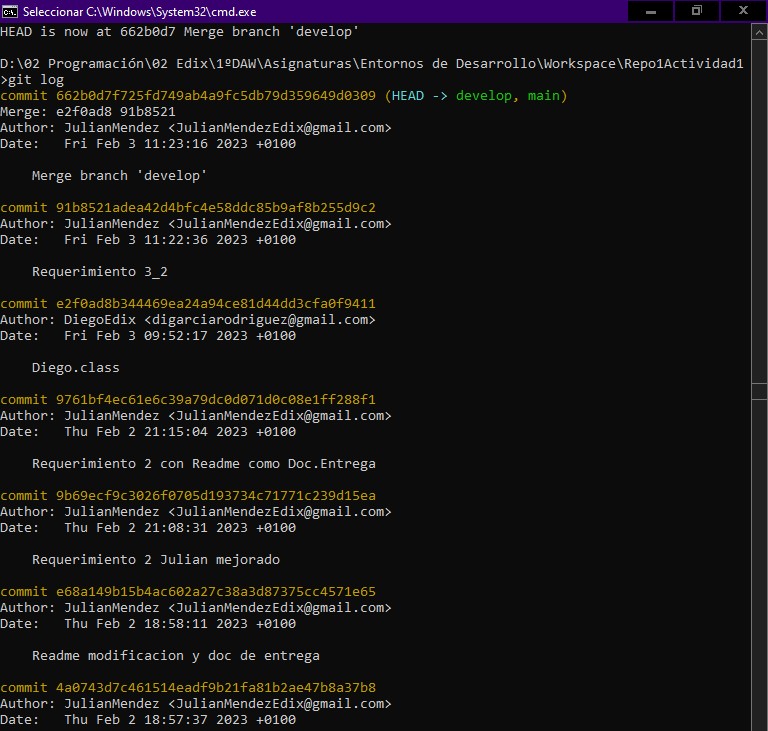 Seleccionar C:\Windows\System32\cmd.exe
HEAD is now at 662b0d7 Merge branch 'develop'
D:\02 Programación\02 Edix\1ºDAW\Asignaturas\Entornos de Desarrollo\Workspace\Repo1Actividad1
>git log
commit 662b0d7f725fd749ab4a9fc5db79d359649d0309 (HEAD -> develop, main)
Merge: e2f0ad8 91b8521
Author: JulianMendez <JulianMendezEdix@gmail.com>
Date:   Fri Feb 3 11:23:16 2023 +0100
Merge branch 'develop'
commit 91b8521adea42d4bfc4e58ddc85b9af8b255d9c2
Author: JulianMendez <JulianMendezEdix@gmail.com>
Date:   Fri Feb 3 11:22:36 2023 +0100
Requerimiento 3_2
commit e2f0ad8b344469ea24a94ce81d44dd3cfa0f9411
Author: DiegoEdix <digarciarodriguez@gmail.com>
Date:   Fri Feb 3 09:52:17 2023 +0100
Diego.class
commit 9761bf4ec61e6c39a79dc0d071d0c08e1ff288f1
Author: JulianMendez <JulianMendezEdix@gmail.com>
Date:   Thu Feb 2 21:15:04 2023 +0100
Requerimiento 2 con Readme como Doc.Entrega
commit 9b69ecf9c3026f0705d193734c71771c239d15ea
Author: JulianMendez <JulianMendezEdix@gmail.com>
Date:   Thu Feb 2 21:08:31 2023 +0100
Requerimiento 2 Julian mejorado
commit e68a149b15b4ac602a27c38a3d87375cc4571e65
Author: JulianMendez <JulianMendezEdix@gmail.com>
Date:   Thu Feb 2 18:58:11 2023 +0100
Readme modificacion y doc de entrega
commit 4a0743d7c461514eadf9b21fa81b2ae47b8a37b8
Author: JulianMendez <JulianMendezEdix@gmail.com>
Date:   Thu Feb 2 18:57:37 2023 +0100